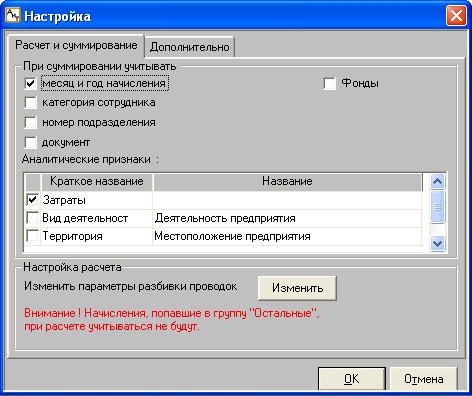 Настройка
Расчет и суммирование Дополнительно
При суммировании учитывать
месяц и год начисления Фонды
категория сотрудника
номер подразделения
документ
Аналитические признаки :
Краткое название Название
Затраты
Вид деятельност Деятельность предприятия
Территория Местоположение предприятия
Настройка расчета
Изменить параметры разбивки проводок Изменить
Внимание ! Начисления, попавшие в группу "Остальные",
при расчете учитываться не будут.
OK Отмена